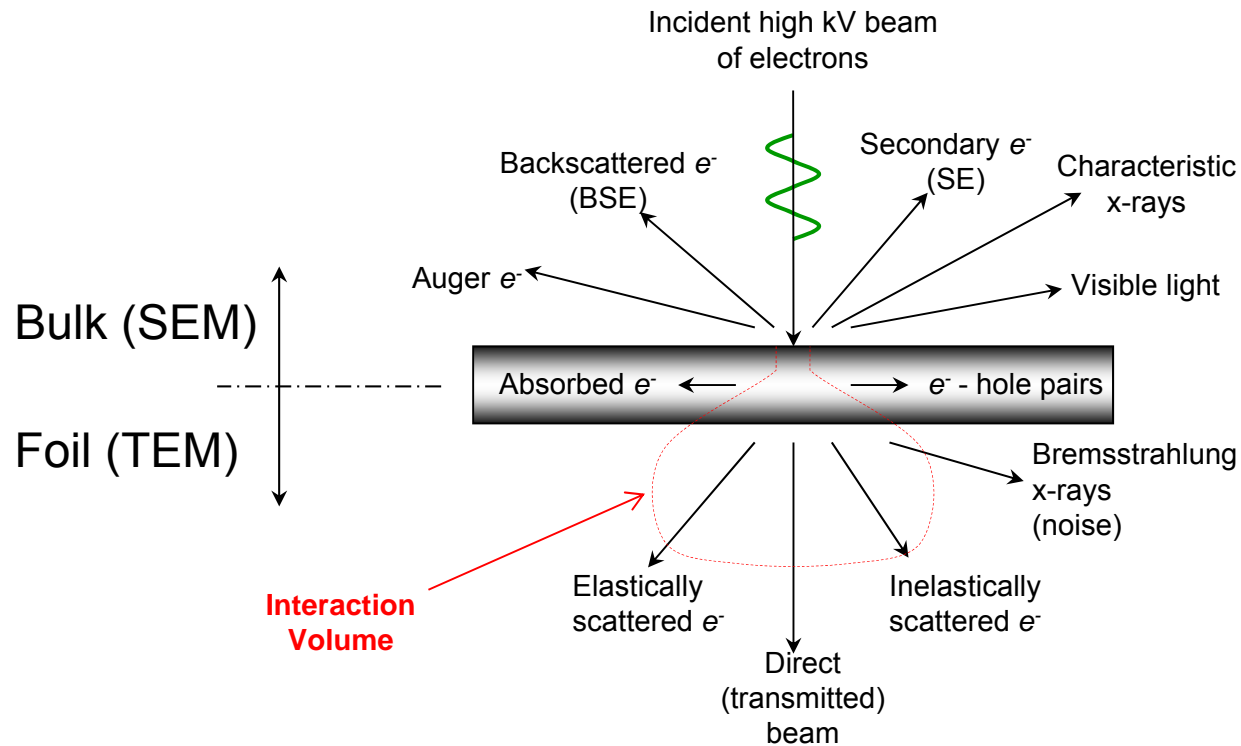 Incident high kV beam
of electrons
Backscattered e-
(BSE)
Secondary e-
(SE)
Characteristic
x-rays
Auger e-
Visible light
Bulk (SEM)
Absorbed e-
e- - hole pairs
Foil (TEM)
Bremsstrahlung
x-rays
(noise)
Interaction
Volume
Elastically
scattered e-
Inelastically
scattered e-
Direct
(transmitted)
beam